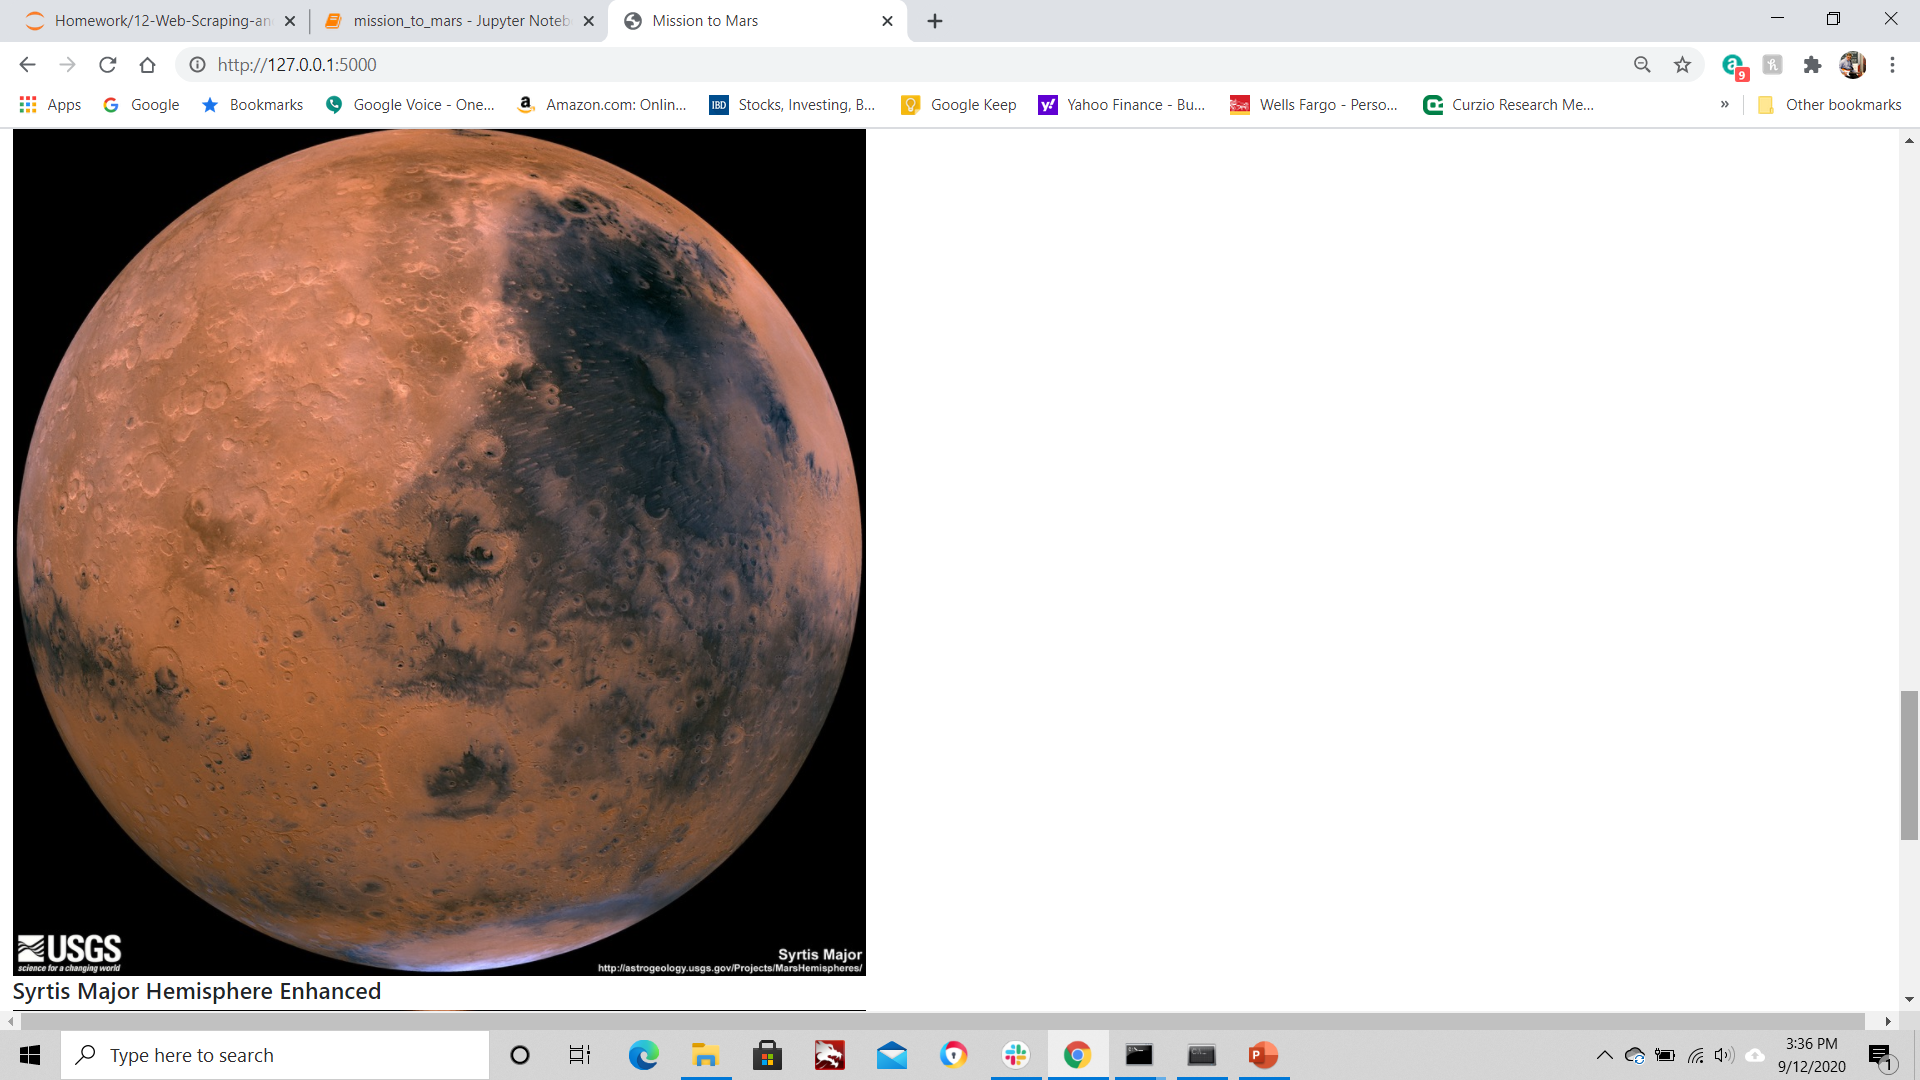 Homework/12-Web-Scraping-an
mission_to_mars - Jupyter Noteb
Mission to Mars
http://127.0.0.1:5000
9
Apps
Google
Bookmarks
Google Voice - One...
Amazon.com: Onlin...
IBD
Stocks, Investing, B...
Google Keep
Yahoo Finance - Bu...
Wells Fargo - Perso...
Curzio Research Me...
»
Other bookmarks
USGS
science for a changing world
Syrtis Major
http://astrogeology.usgs.gov/Projects/MarsHemispheres/
Syrtis Major Hemisphere Enhanced
Type here to search
3:36 PM
9/12/2020
1